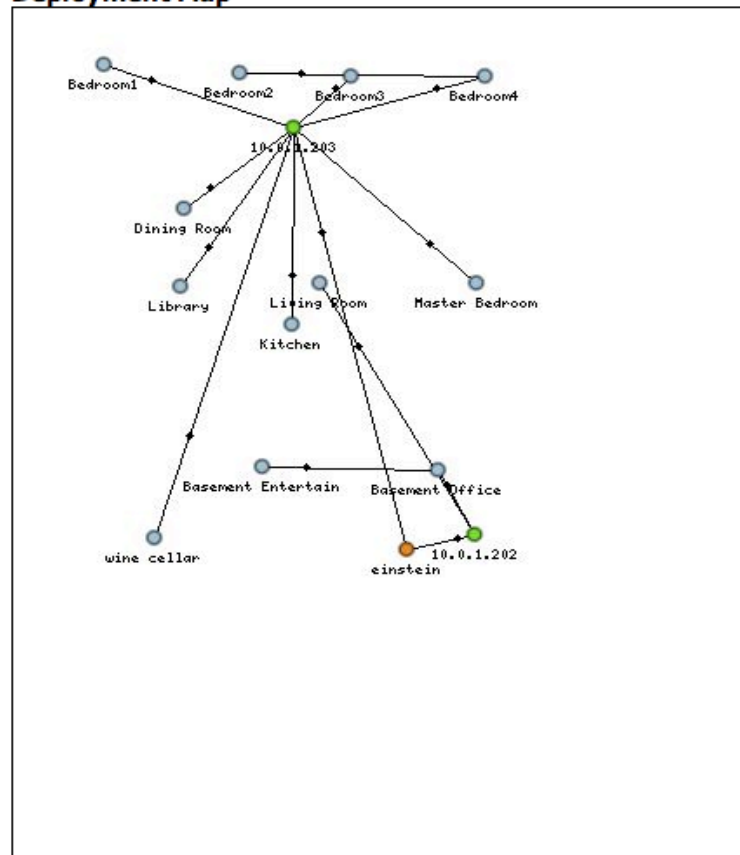 Deployment Map
Bedroom1
Bedroom2
Bedroom3
Bedroom4
10.0.1.203
Dining Room
Library
Living Room
Master Bedroom
Kitchen
Basement Entertain
Basement Office
wine cellar
einstein
10.0.1.202